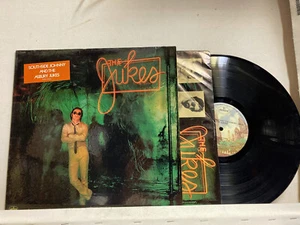 SOUTHSIDE JOHNNY
AND THE
ASBURY JUKES
THE
Jukes
THE
Jukes